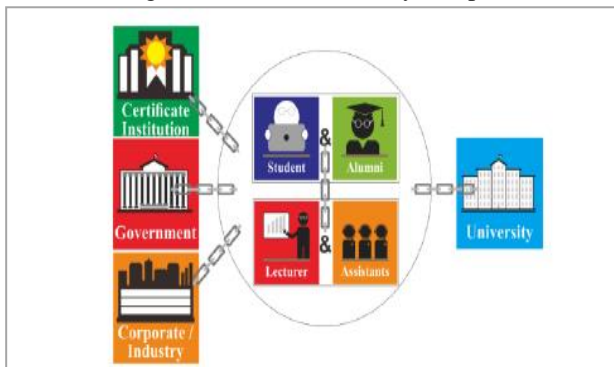 Certificate
Institution
Government
Corporate /
Industry
Student
&
Alumni
Lecturer
&
Assistants
University